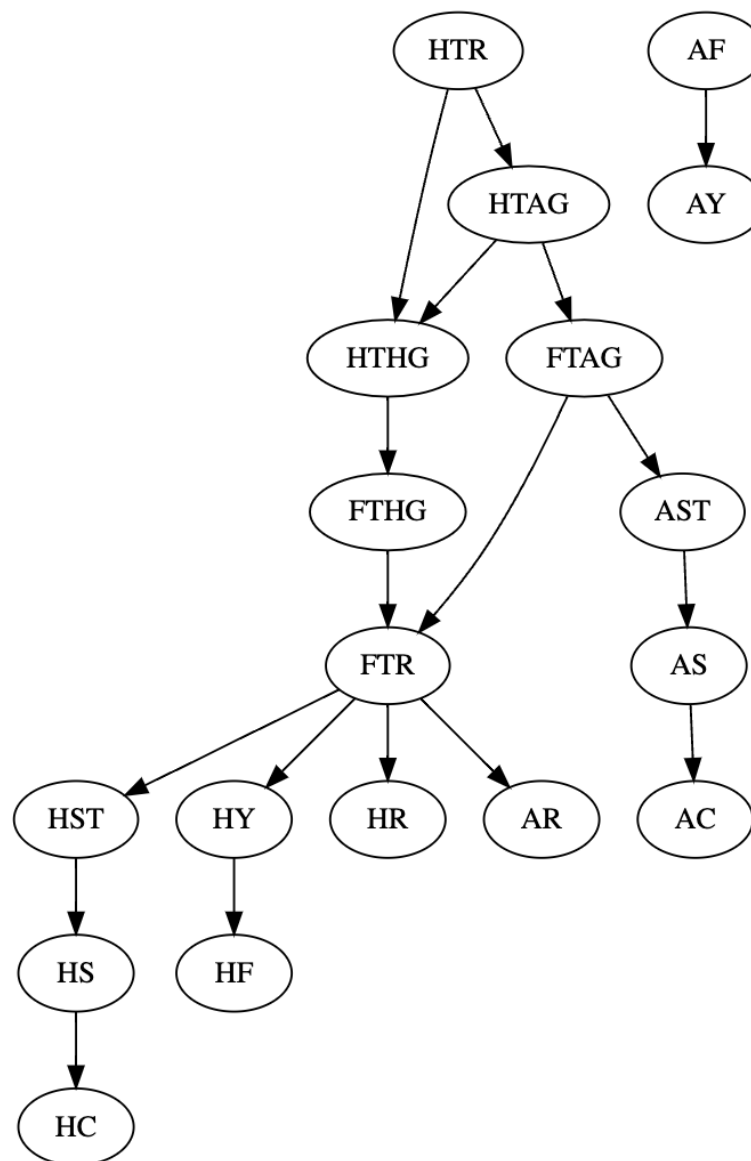 HTR AF
HTAG AY
HTHG FTAG
FTHG AST
FTR AS
HST HY HR AR AC
HS HF
HC